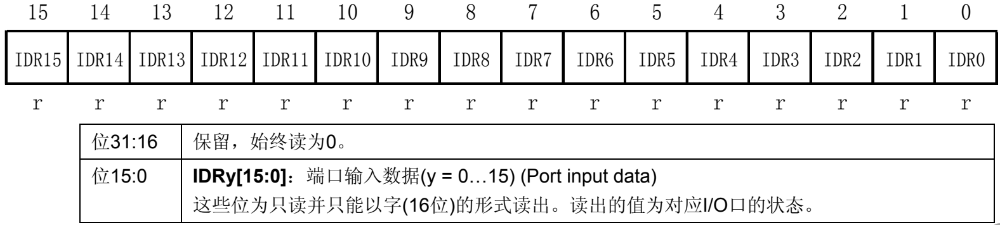 15 14 13 12 11 10 9 8 7 6 5 4 3 2 1 0
IDR15 IDR14 IDR13 IDR12 IDR11 IDR10 IDR9 IDR8 IDR7 IDR6 IDR5 IDR4 IDR3 IDR2 IDR1 IDR0
r r r r r r r r r r r r r r r r
位31:16 保留，始终读为0。
位15:0 IDRy[15:0]：端口输入数据(y = 0…15) (Port input data)
这些位为只读并只能以字(16位)的形式读出。读出的值为对应I/O口的状态。